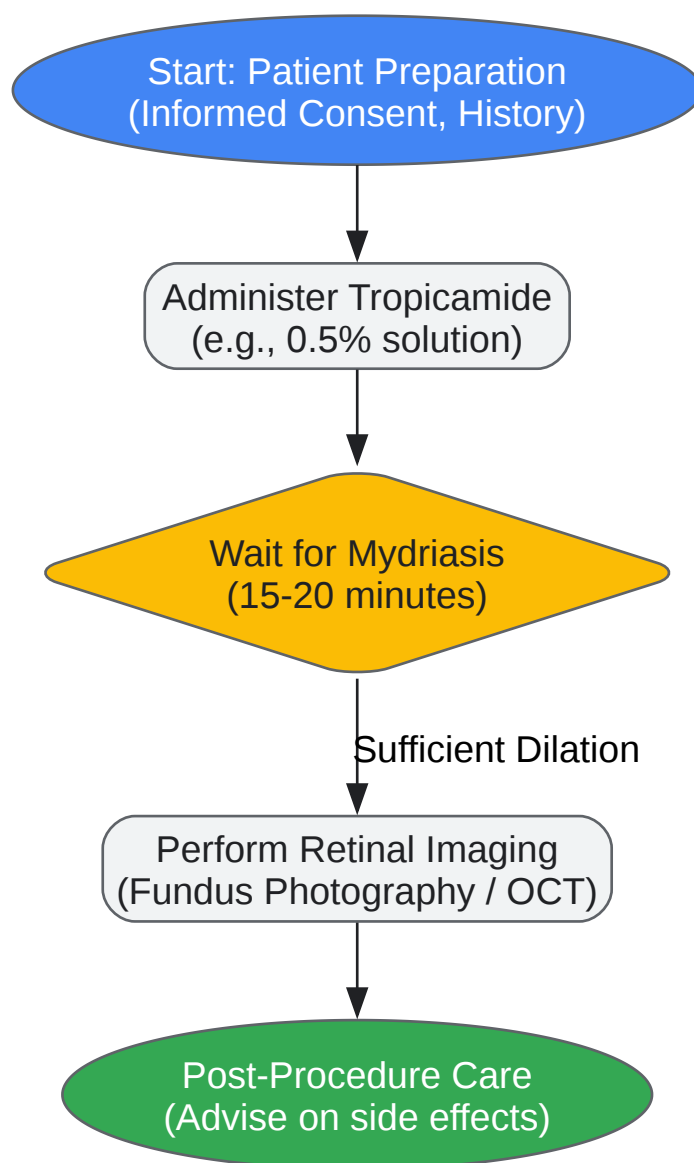 Start: Patient Preparation
(Informed Consent, History)
Administer Tropicamide
(e.g., 0.5% solution)
Wait for Mydriasis
(15-20 minutes)
Sufficient Dilation
Perform Retinal Imaging
(Fundus Photography / OCT)
Post-Procedure Care
(Advise on side effects)